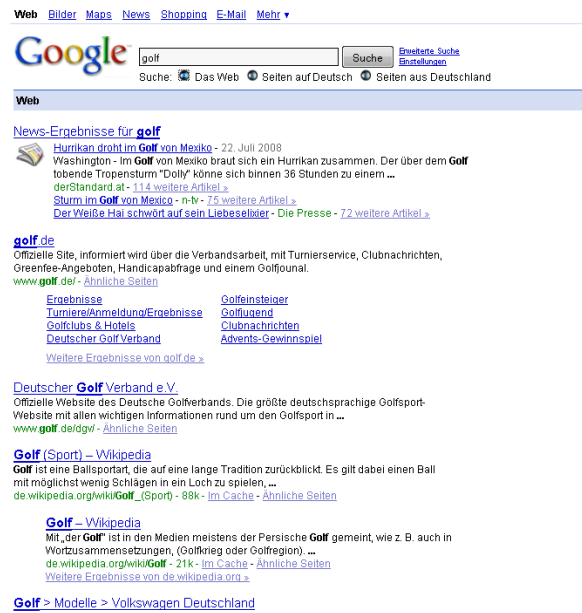 Web Bilder Maps News Shopping E-Mail Mehr ▼
Google golf Suche Erweiterte Suche
Einstellungen
Suche: Das Web Seiten auf Deutsch Seiten aus Deutschland
Web
News-Ergebnisse für golf
Hurrikan droht im Golf von Mexiko - 22. Juli 2008
Washington - Im Golf von Mexiko braut sich ein Hurrikan zusammen. Der über dem Golf
tobende Tropensturm "Dolly" könne sich binnen 36 Stunden zu einem ...
derStandard.at - 114 weitere Artikel »
Sturm im Golf von Mexico - n-tv - 75 weitere Artikel »
Der Weiße Hai schwört auf sein Liebeselixier - Die Presse - 72 weitere Artikel »
golf.de
Offizielle Site, informiert wird über die Verbandsarbeit, mit Turnierservice, Clubnachrichten,
Greenfee-Angeboten, Handicapabfrage und einem Golfjounal.
www.golf.de/ - Ähnliche Seiten
Ergebnisse Golfeinsteiger
Turniere/Anmeldung/Ergebnisse Golfjugend
Golfclubs & Hotels Clubnachrichten
Deutscher Golf Verband Advents-Gewinnspiel
Weitere Ergebnisse von golf.de »
Deutscher Golf Verband e.V.
Offizielle Website des Deutsche Golfverbands. Die größte deutschsprachige Golfsport-
Website mit allen wichtigen Informationen rund um den Golfsport in ...
www.golf.de/dgv/ - Ähnliche Seiten
Golf (Sport) – Wikipedia
Golf ist eine Ballsportart, die auf eine lange Tradition zurückblickt. Es gilt dabei einen Ball
mit möglichst wenig Schlägen in ein Loch zu spielen, ...
de.wikipedia.org/wiki/Golf_(Sport) - 88k - Im Cache - Ähnliche Seiten
Golf – Wikipedia
Mit „der Golf“ ist in den Medien meistens der Persische Golf gemeint, wie z. B. auch in
Wortzusammensetzungen, (Golfkrieg oder Golfregion). ...
de.wikipedia.org/wiki/Golf - 21k - Im Cache - Ähnliche Seiten
Weitere Ergebnisse von de.wikipedia.org »
Golf > Modelle > Volkswagen Deutschland